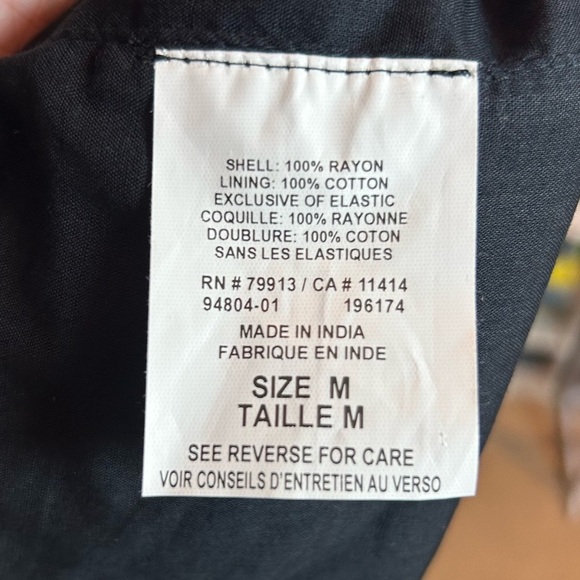 SHELL: 100% RAYON
LINING: 100% COTTON
EXCLUSIVE OF ELASTIC
COQUILLE: 100% RAYONNE
DOUBLURE: 100% COTON
SANS LES ELASTIQUES
RN # 79913 / CA # 11414
94804-01 196174
MADE IN INDIA
FABRIQUE EN INDE
SIZE M
TAILLE M
SEE REVERSE FOR CARE
VOIR CONSEILS D'ENTRETIEN AU VERSO